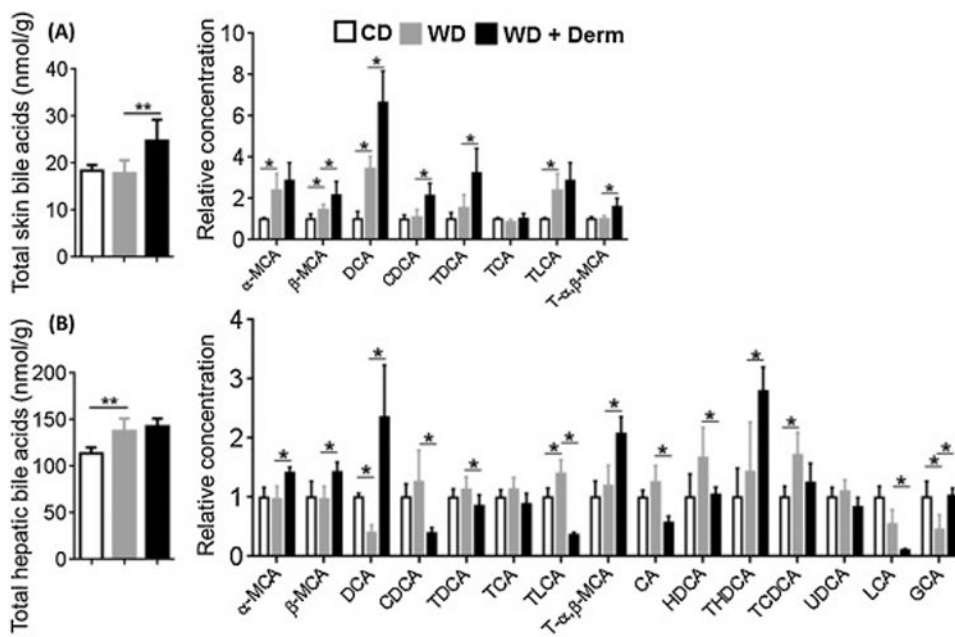 (A)
Total skin bile acids (nmol/g)
40
30
20
10
0
**
CD WD WD + Derm
Relative concentration
10
8
6
4
2
0
* * * * * * * * * *
α-MCA β-MCA DCA CDCA TDCA TCA TLCA T-α,β-MCA
(B)
Total hepatic bile acids (nmol/g)
200
150
100
50
0
**
Relative concentration
4
3
2
1
0
* * * * * * * * * * * * * * * *
α-MCA β-MCA DCA CDCA TDCA TCA TLCA T-α,β-MCA CA HDCA THDCA TCDCA UDCA LCA GCA